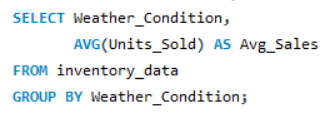 SELECT Weather_Condition,
       AVG(Units_Sold) AS Avg_Sales
FROM inventory_data
GROUP BY Weather_Condition;